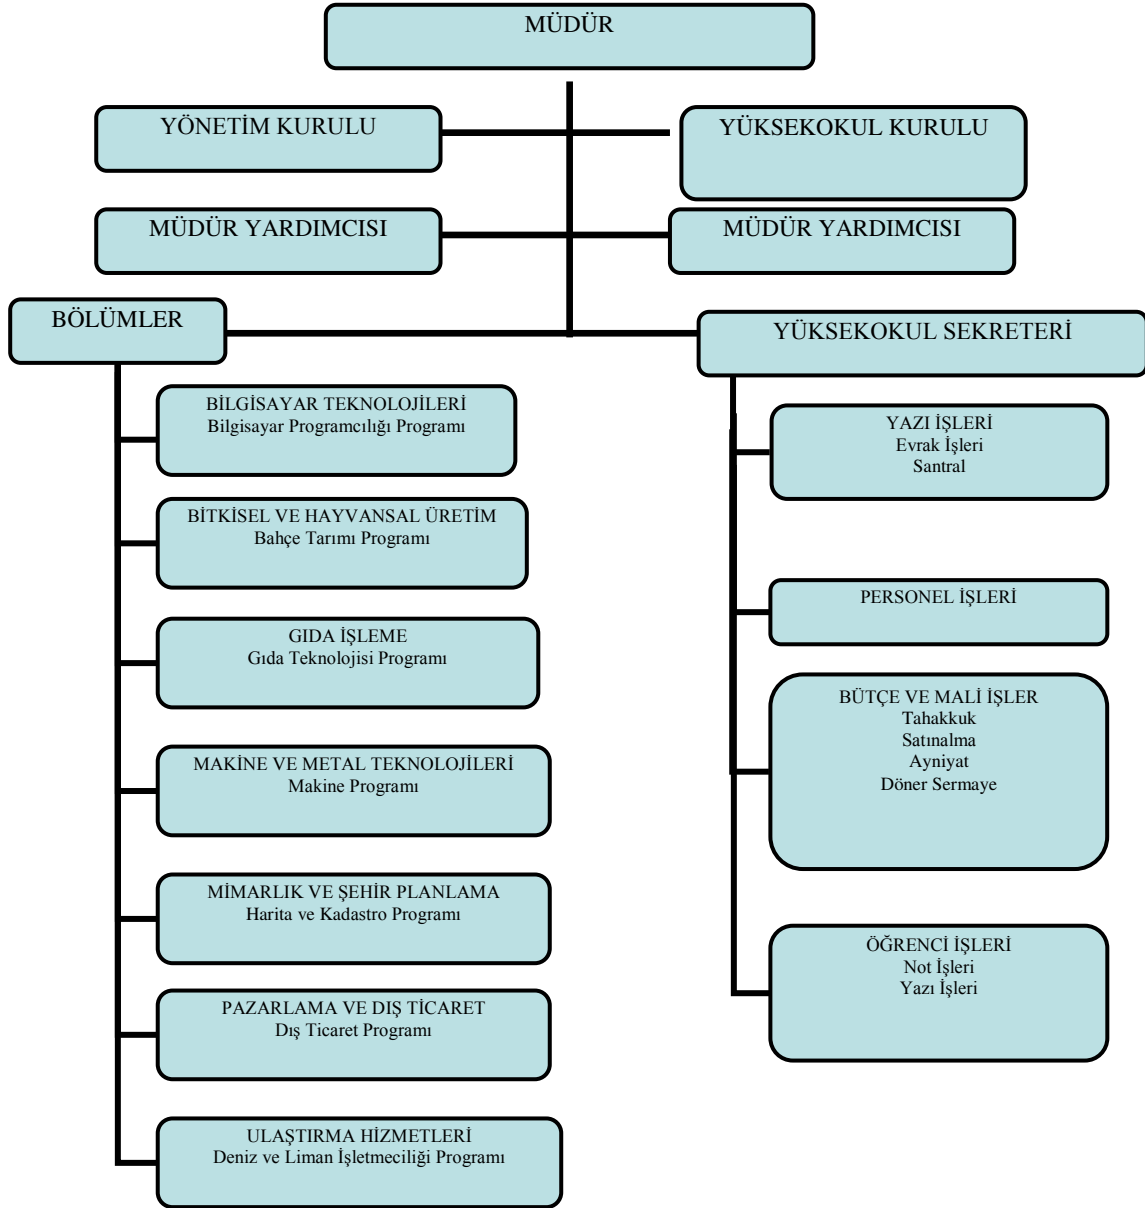 MÜDÜR
YÖNETİM KURULU
YÜKSEKOKUL KURULU
MÜDÜR YARDIMCISI
MÜDÜR YARDIMCISI
BÖLÜMLER
YÜKSEKOKUL SEKRETERİ
BİLGİSAYAR TEKNOLOJİLERİ
Bilgisayar Programcılığı Programı
BİTKİSEL VE HAYVANSAL ÜRETİM
Bahçe Tarımı Programı
GIDA İŞLEME
Gıda Teknolojisi Programı
MAKİNE VE METAL TEKNOLOJİLERİ
Makine Programı
MİMARLIK VE ŞEHİR PLANLAMA
Harita ve Kadastro Programı
PAZARLAMA VE DIŞ TİCARET
Dış Ticaret Programı
ULAŞTIRMA HİZMETLERİ
Deniz ve Liman İşletmeciliği Programı
YAZI İŞLERİ
Evrak İşleri
Santral
PERSONEL İŞLERİ
BÜTÇE VE MALİ İŞLER
Tahakkuk
Satınalma
Ayniyat
Döner Sermaye
ÖĞRENCİ İŞLERİ
Not İşleri
Yazı İşleri